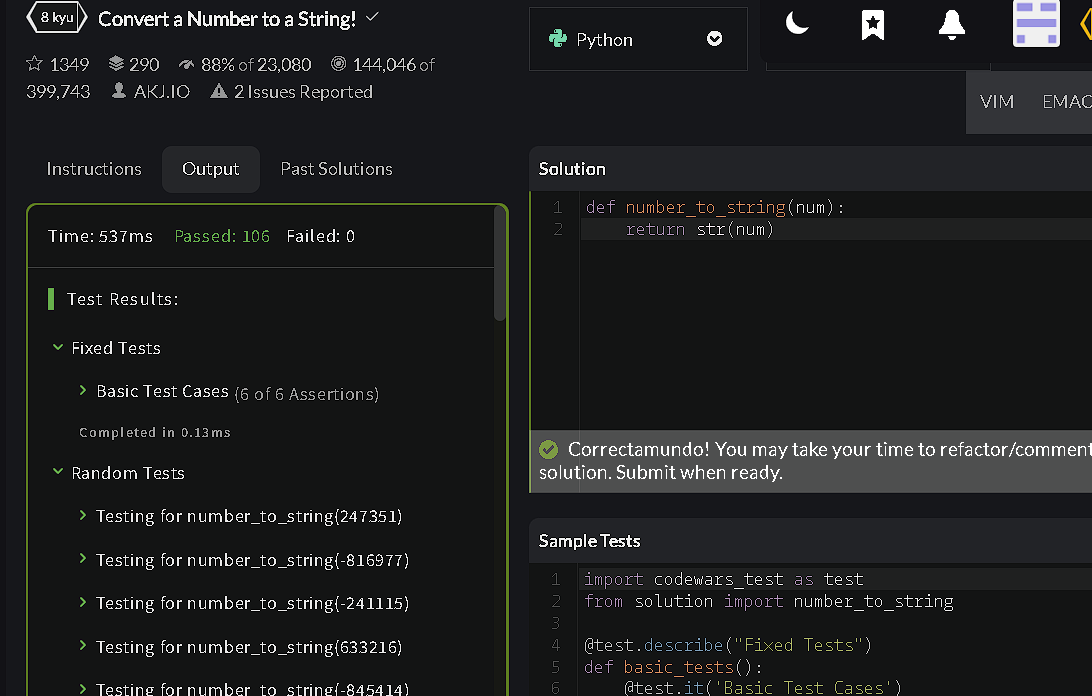 8 kyu Convert a Number to a String!
1349 290 88% of 23,080 144,046 of
399,743 AKJ.IO 2 Issues Reported
Python
VIM EMAC
Instructions Output Past Solutions
Time: 537ms Passed: 106 Failed: 0
Test Results:
Fixed Tests
Basic Test Cases (6 of 6 Assertions)
Completed in 0.13ms
Random Tests
Testing for number_to_string(247351)
Testing for number_to_string(-816977)
Testing for number_to_string(-241115)
Testing for number_to_string(633216)
Testing for number_to_string(-845414)
Solution
1 def number_to_string(num):
2 return str(num)
Correctamundo! You may take your time to refactor/comment
solution. Submit when ready.
Sample Tests
1 import codewars_test as test
2 from solution import number_to_string
3
4 @test.describe("Fixed Tests")
5 def basic_tests():
6 @test.it('Basic Test Cases')